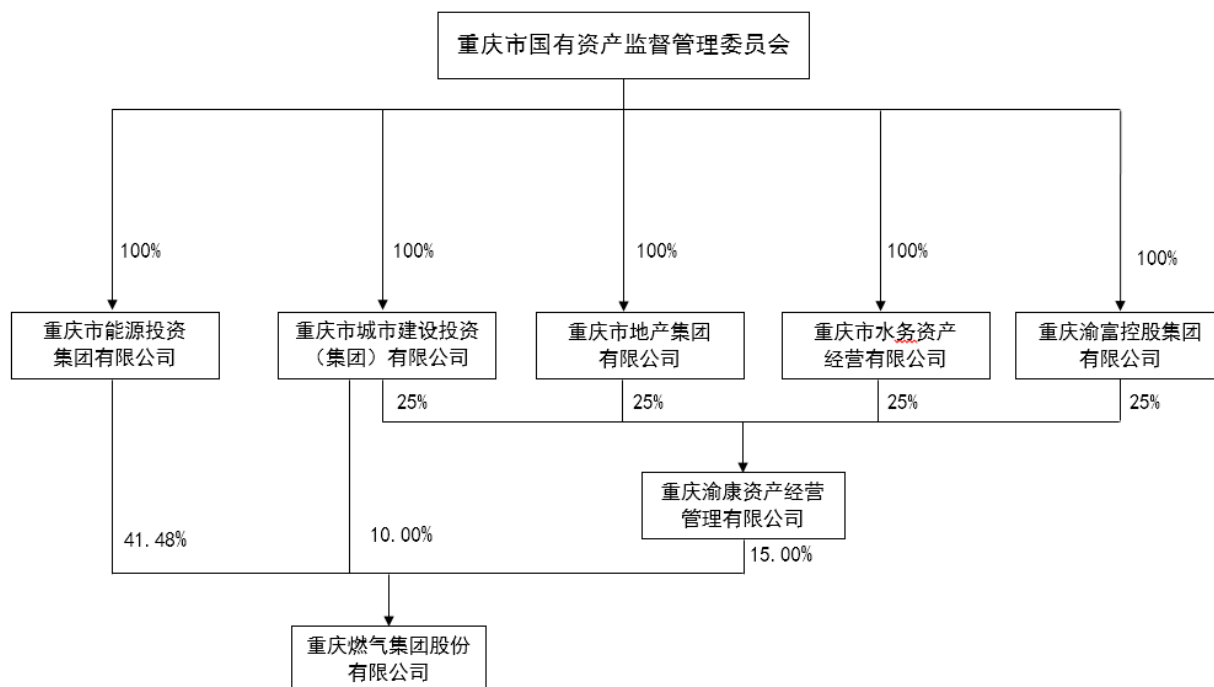 重庆市国有资产监督管理委员会
100%
100%
100%
100%
100%
重庆市能源投资
集团有限公司
重庆市城市建设投资
（集团）有限公司
重庆市地产集团
有限公司
重庆市水务资产
经营有限公司
重庆渝富控股集团
有限公司
25%
25%
25%
25%
重庆渝康资产经营
管理有限公司
41.48%
10.00%
15.00%
重庆燃气集团股份
有限公司